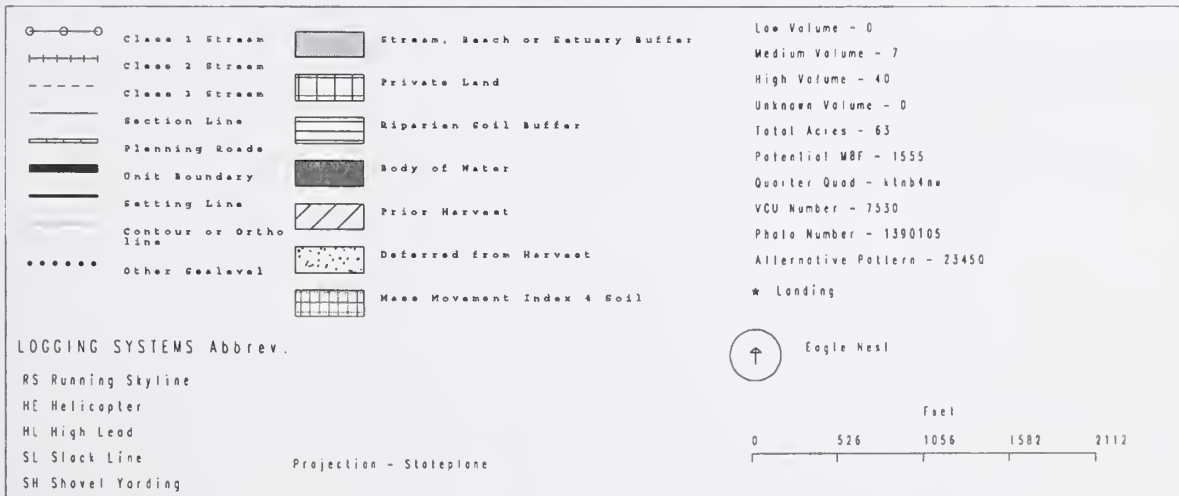 Class 1 Stream
Class 2 Stream
Class 3 Stream
Section Line
Planning Roads
Unit Boundary
Setting Line
Contour or Ortho
line
Other Sealevel
Stream, Beach or Estuary Buffer
Private Land
Riparian Soil Buffer
Body of Water
Prior Harvest
Deferred from Harvest
Mass Movement Index 4 Soil
Low Volume - 0
Medium Volume - 7
High Volume - 40
Unknown Volume - 0
Total Acres - 63
Potential MBF - 1555
Quarter Quad - ktnb4nw
VCU Number - 7530
Photo Number - 1390105
Alternative Pattern - 23450
* Landing
Eagle Nest
LOGGING SYSTEMS Abbrev.
RS Running Skyline
HE Helicopter
HL High Lead
SL Slack Line
SH Shovel Yarding
Projection - Stateplane
Feet
0 526 1056 1582 2112